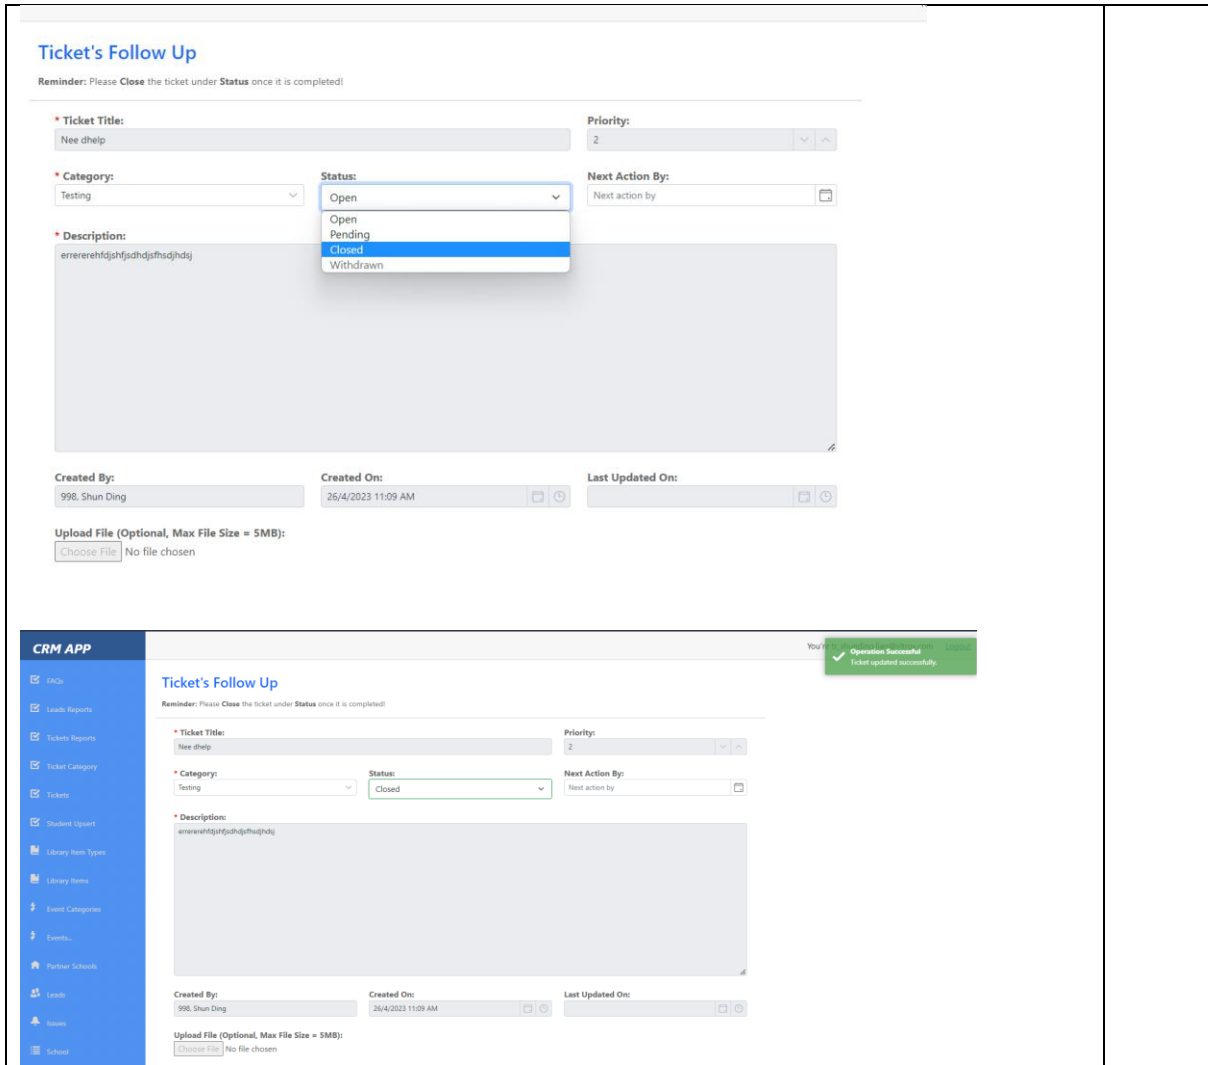 Ticket's Follow Up
Reminder: Please Close the ticket under Status once it is completed!
* Ticket Title:
Priority:
Nee dhelp
2
* Category:
Status:
Next Action By:
Testing
Open
Next action by
Open
Pending
Closed
Withdrawn
* Description:
Created By:
Created On:
Last Updated On:
998, Shun Ding
26/4/2023 11:09 AM
Upload File (Optional, Max File Size = 5MB):
Choose File No file chosen
CRM APP
You're
Logout
Operation Successful
Ticket updated successfully.
FAQs
Leads Reports
Tickets Reports
Ticket Category
Tickets
Student Upsert
Library Item Types
Library Items
Event Categories
Events...
Partner Schools
Leads
Issues
School
Ticket's Follow Up
Reminder: Please Close the ticket under Status once it is completed!
* Ticket Title:
Priority:
Nee dhelp
2
* Category:
Status:
Next Action By:
Testing
Closed
Next action by
* Description:
Created By:
Created On:
Last Updated On:
998, Shun Ding
26/4/2023 11:09 AM
Upload File (Optional, Max File Size = 5MB):
Choose File No file chosen